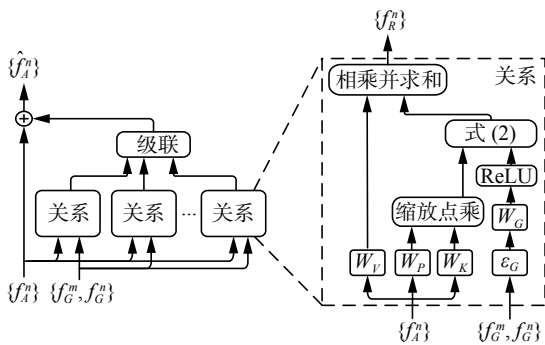 {f_R^n}
{f̂_A^n}
相乘并求和
关系
+
级联
式 (2)
ReLU
关系
关系
...
关系
缩放点乘
W_G
W_V
W_P
W_K
ε_G
{f_A^n}
{f_G^m, f_G^n}
{f_A^n}
{f_G^m, f_G^n}